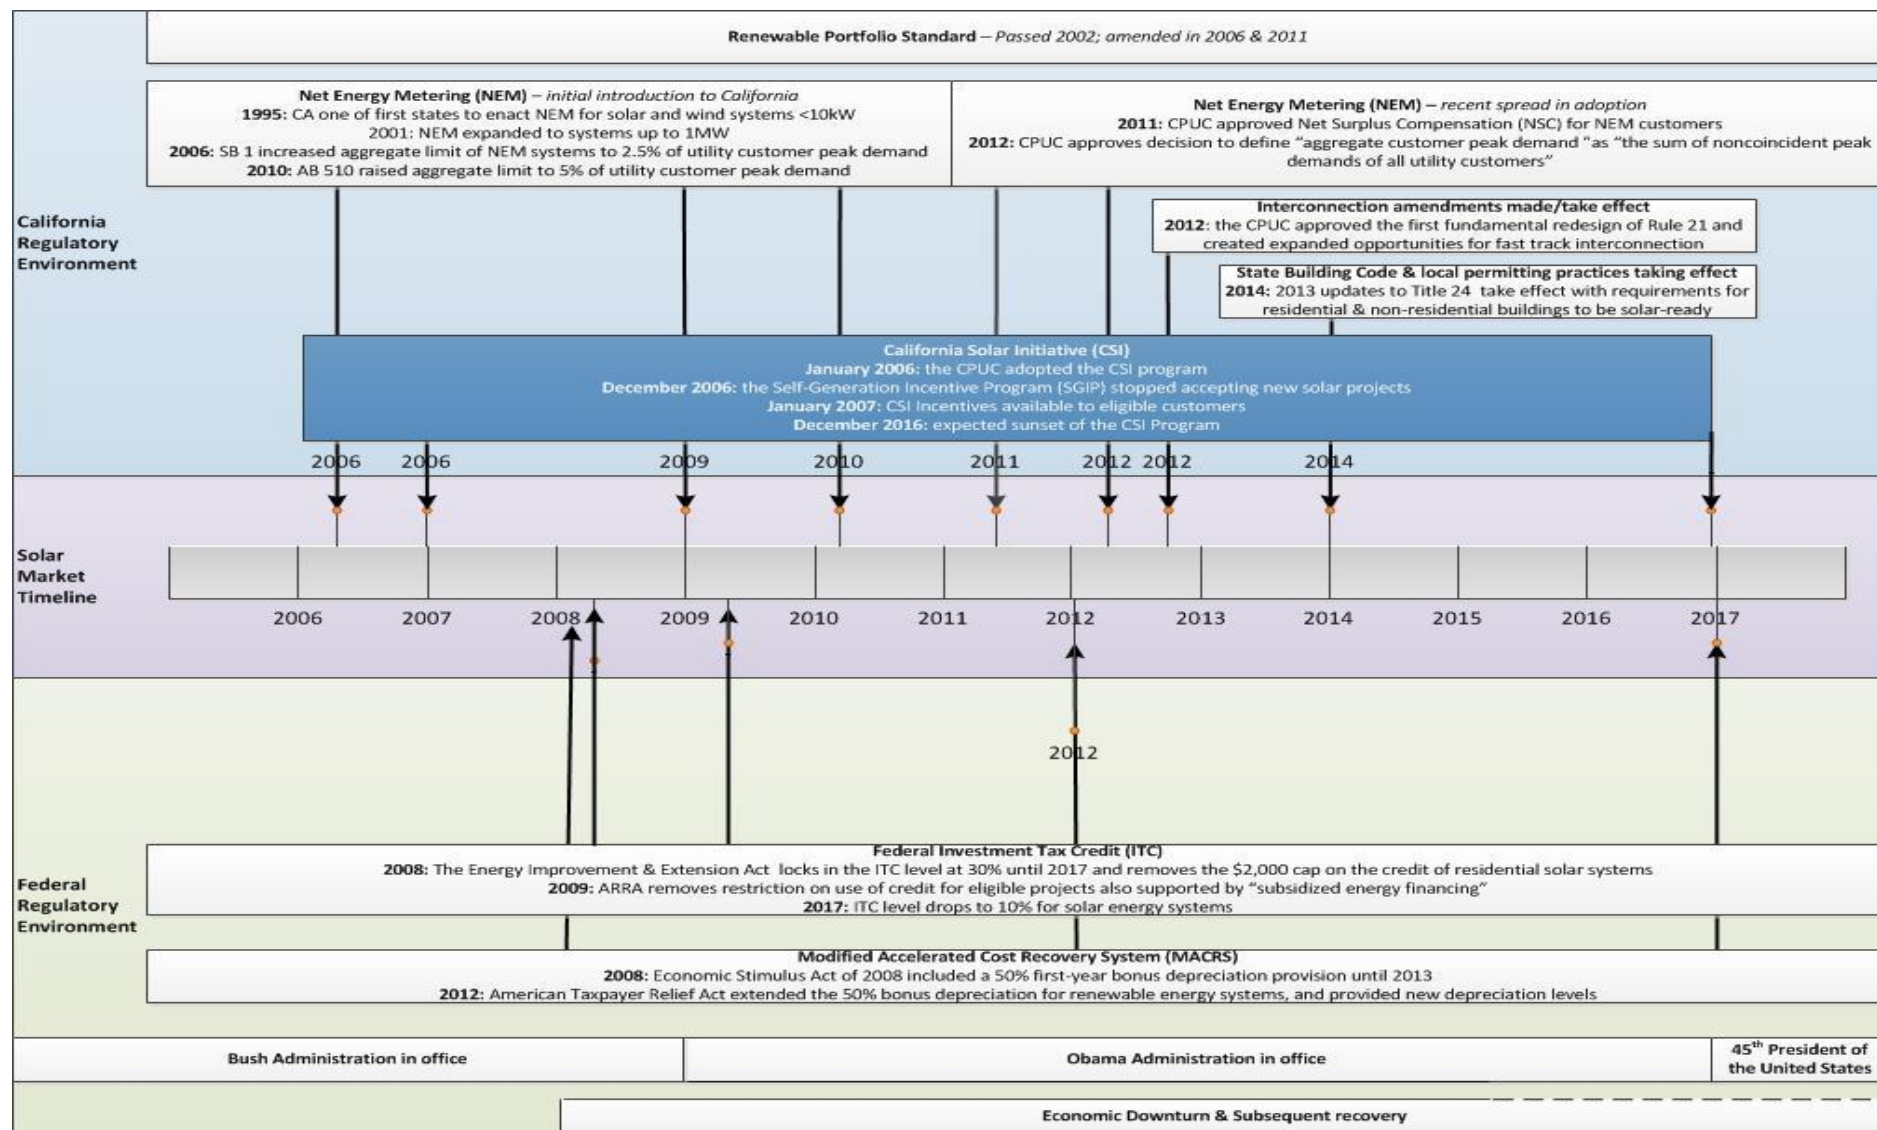 Renewable Portfolio Standard – Passed 2002; amended in 2006 & 2011
Net Energy Metering (NEM) – initial introduction to California
1995: CA one of first states to enact NEM for solar and wind systems <10kW
2001: NEM expanded to systems up to 1MW
2006: SB 1 increased aggregate limit of NEM systems to 2.5% of utility customer peak demand
2010: AB 510 raised aggregate limit to 5% of utility customer peak demand
Net Energy Metering (NEM) – recent spread in adoption
2011: CPUC approved Net Surplus Compensation (NSC) for NEM customers
2012: CPUC approves decision to define “aggregate customer peak demand ”as “the sum of noncoincident peak
demands of all utility customers”
California
Regulatory
Environment
Interconnection amendments made/take effect
2012: the CPUC approved the first fundamental redesign of Rule 21 and
created expanded opportunities for fast track interconnection
State Building Code & local permitting practices taking effect
2014: 2013 updates to Title 24 take effect with requirements for
residential & non-residential buildings to be solar-ready
California Solar Initiative (CSI)
January 2006: the CPUC adopted the CSI program
December 2006: the Self-Generation Incentive Program (SGIP) stopped accepting new solar projects
January 2007: CSI Incentives available to eligible customers
December 2016: expected sunset of the CSI Program
2006 2006 2009 2010 2011 2012 2012 2014
Solar
Market
Timeline
2006 2007 2008 2009 2010 2011 2012 2013 2014 2015 2016 2017
2012
Federal
Regulatory
Environment
Federal Investment Tax Credit (ITC)
2008: The Energy Improvement & Extension Act locks in the ITC level at 30% until 2017 and removes the $2,000 cap on the credit of residential solar systems
2009: ARRA removes restriction on use of credit for eligible projects also supported by “subsidized energy financing”
2017: ITC level drops to 10% for solar energy systems
Modified Accelerated Cost Recovery System (MACRS)
2008: Economic Stimulus Act of 2008 included a 50% first-year bonus depreciation provision until 2013
2012: American Taxpayer Relief Act extended the 50% bonus depreciation for renewable energy systems, and provided new depreciation levels
Bush Administration in office
Obama Administration in office
45th President of
the United States
Economic Downturn & Subsequent recovery